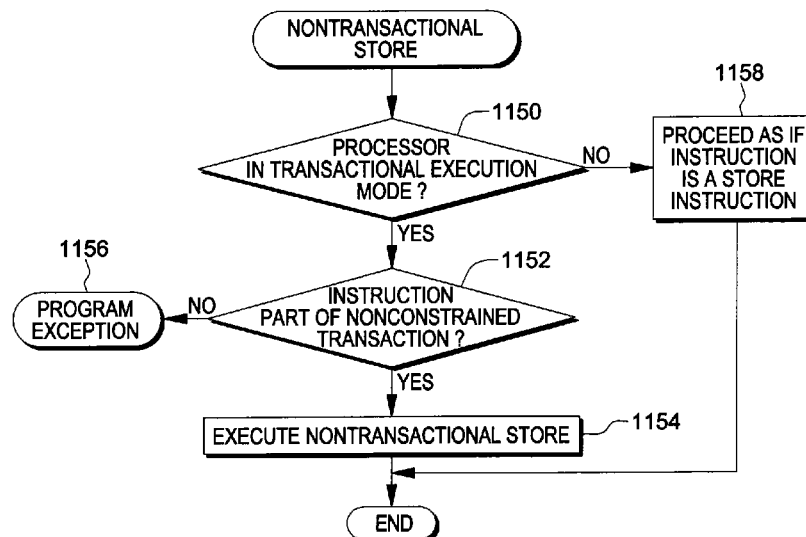 NONTRANSACTIONAL
STORE
1150
PROCESSOR
IN TRANSACTIONAL EXECUTION
MODE ?
NO
1158
PROCEED AS IF
INSTRUCTION
IS A STORE
INSTRUCTION
YES
1156
PROGRAM
EXCEPTION
NO
1152
INSTRUCTION
PART OF NONCONSTRAINED
TRANSACTION ?
YES
EXECUTE NONTRANSACTIONAL STORE
1154
END